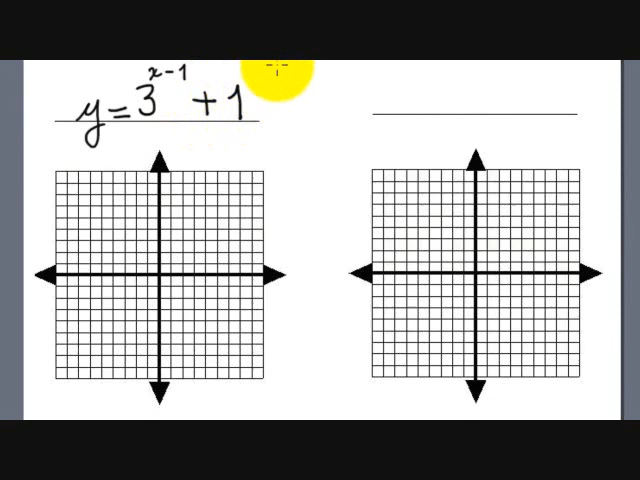 y = 3^{x-1} + 1